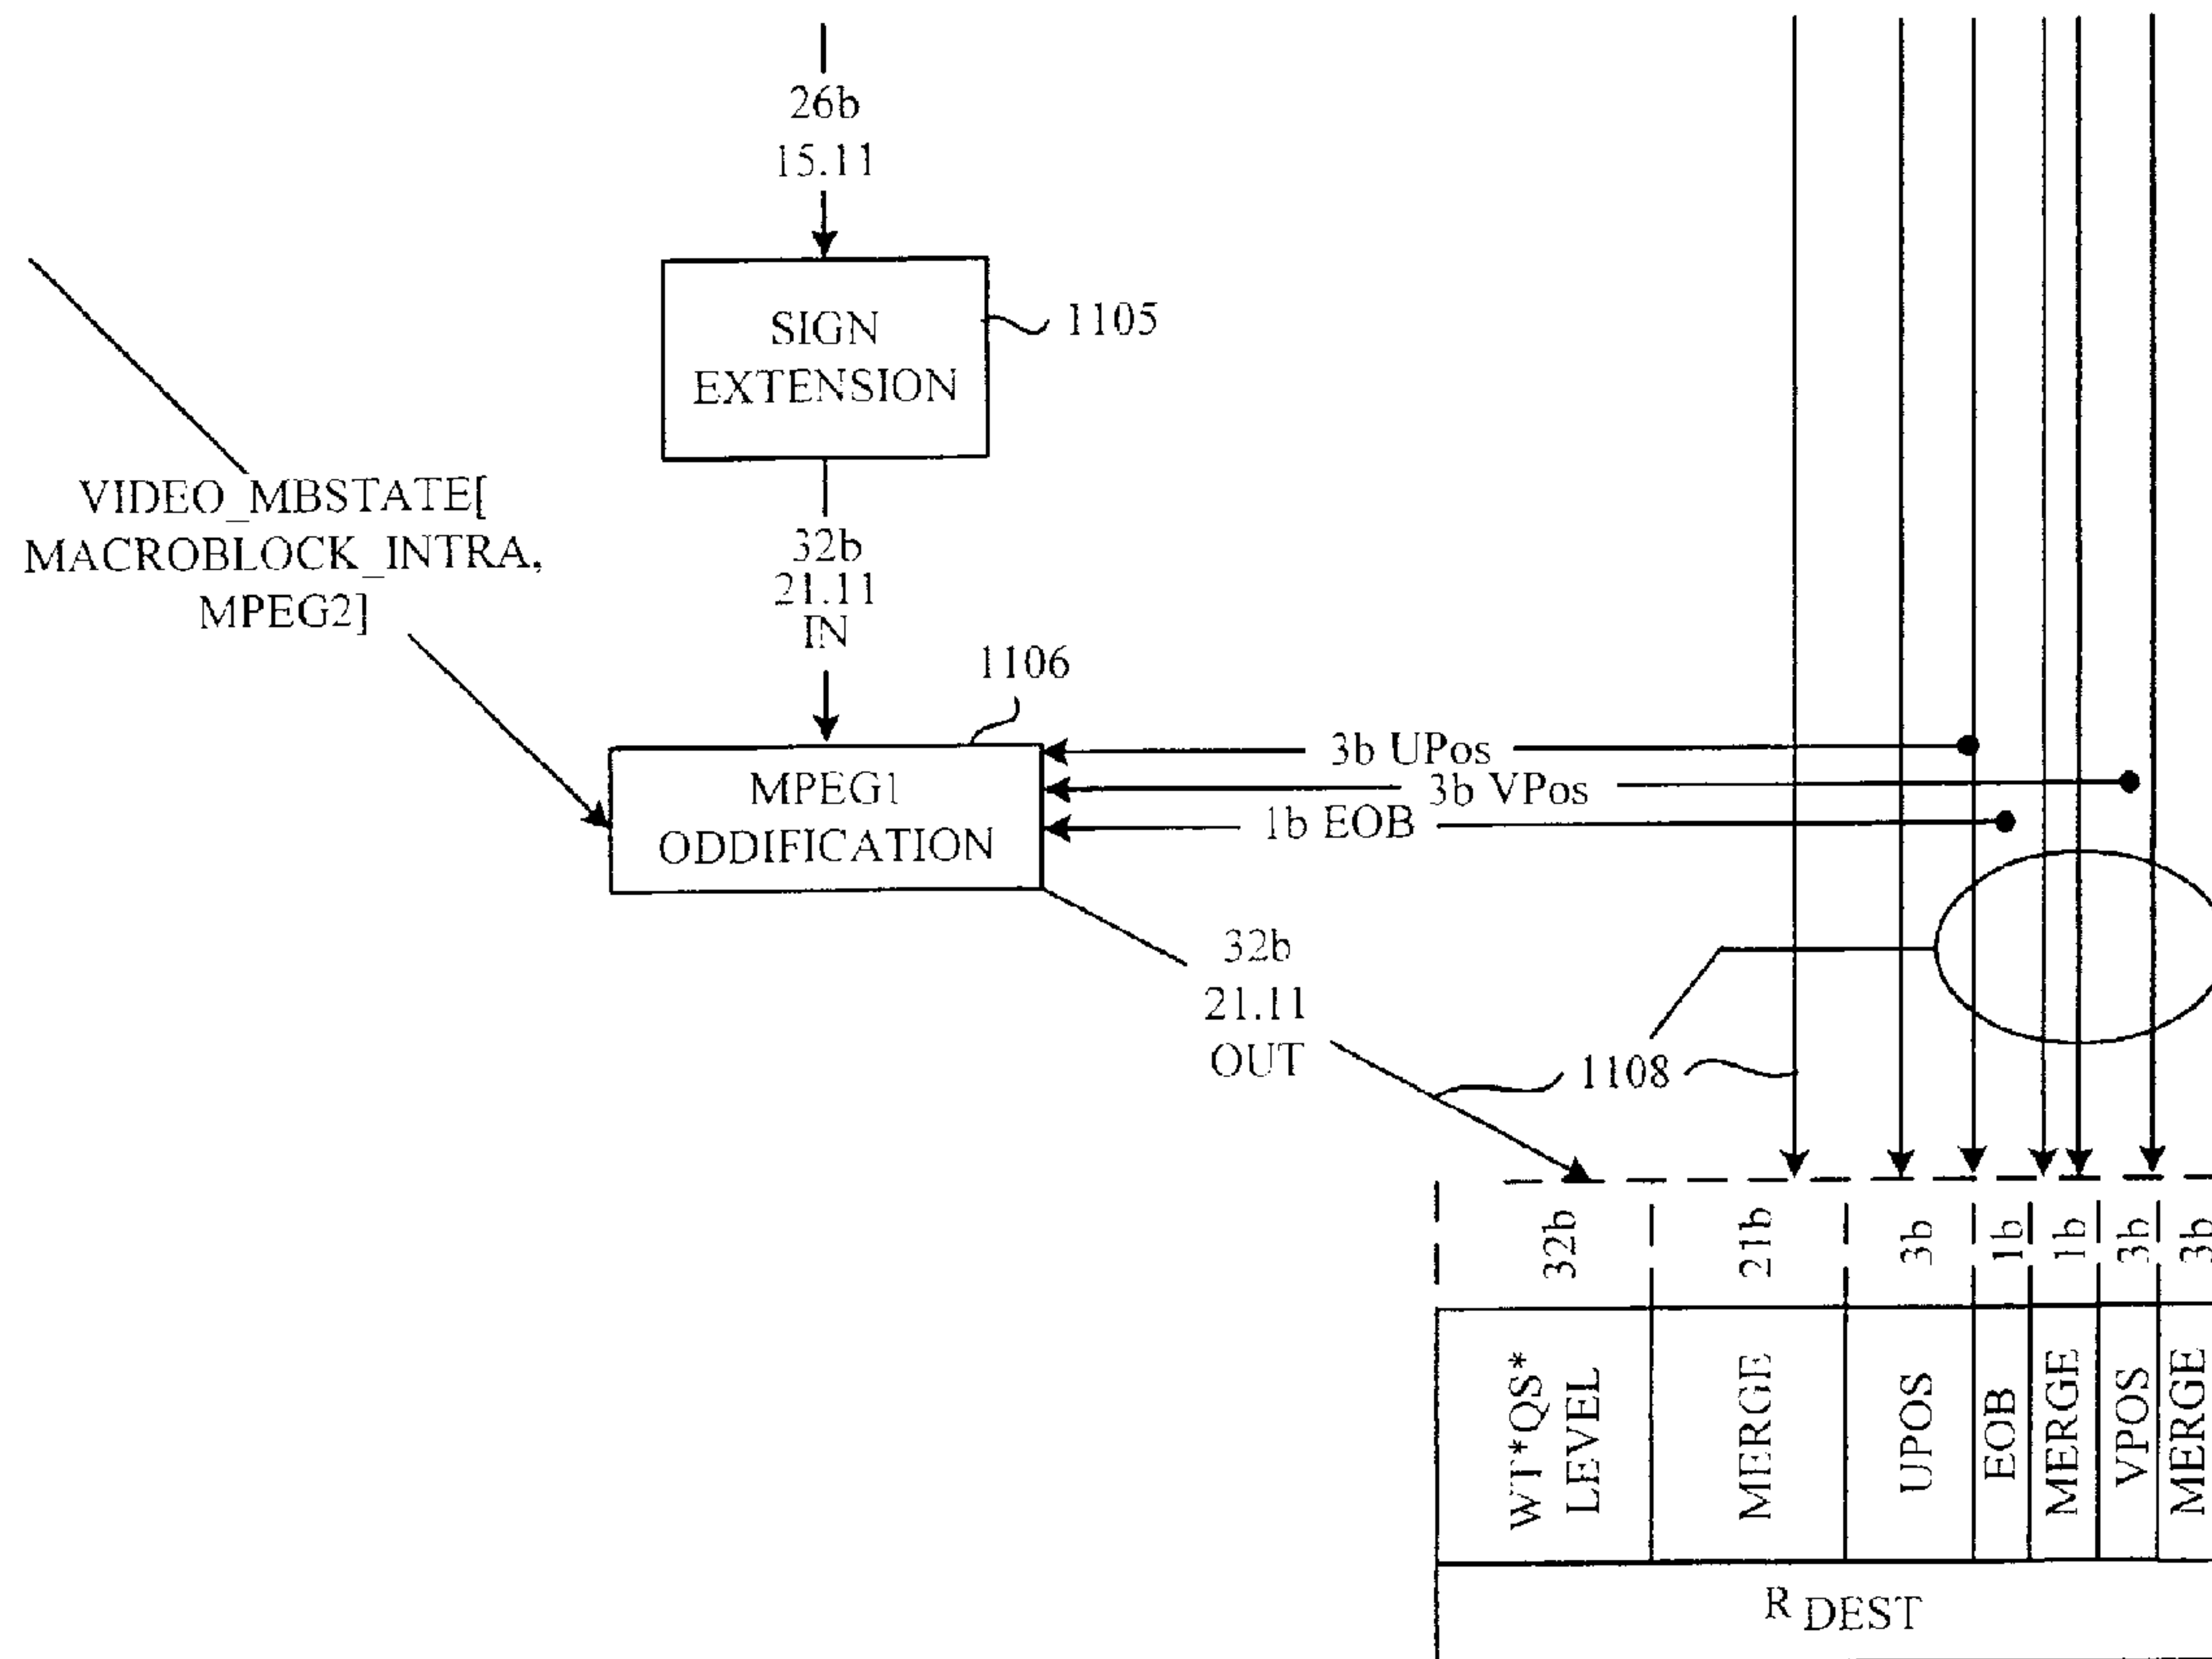 26b
15.11
SIGN
EXTENSION
1105
VIDEO_MBSTATE[
MACROBLOCK_INTRA,
MPEG2]
32b
21.11
IN
1106
MPEG1
ODDIFICATION
3b UPos
3b VPos
1b EOB
32b
21.11
OUT
1108
32b
21b
3b
1b
1b
3b
3b
WT*QS*
LEVEL
MERGE
UPOS
EOB
MERGE
VPOS
MERGE
R DEST